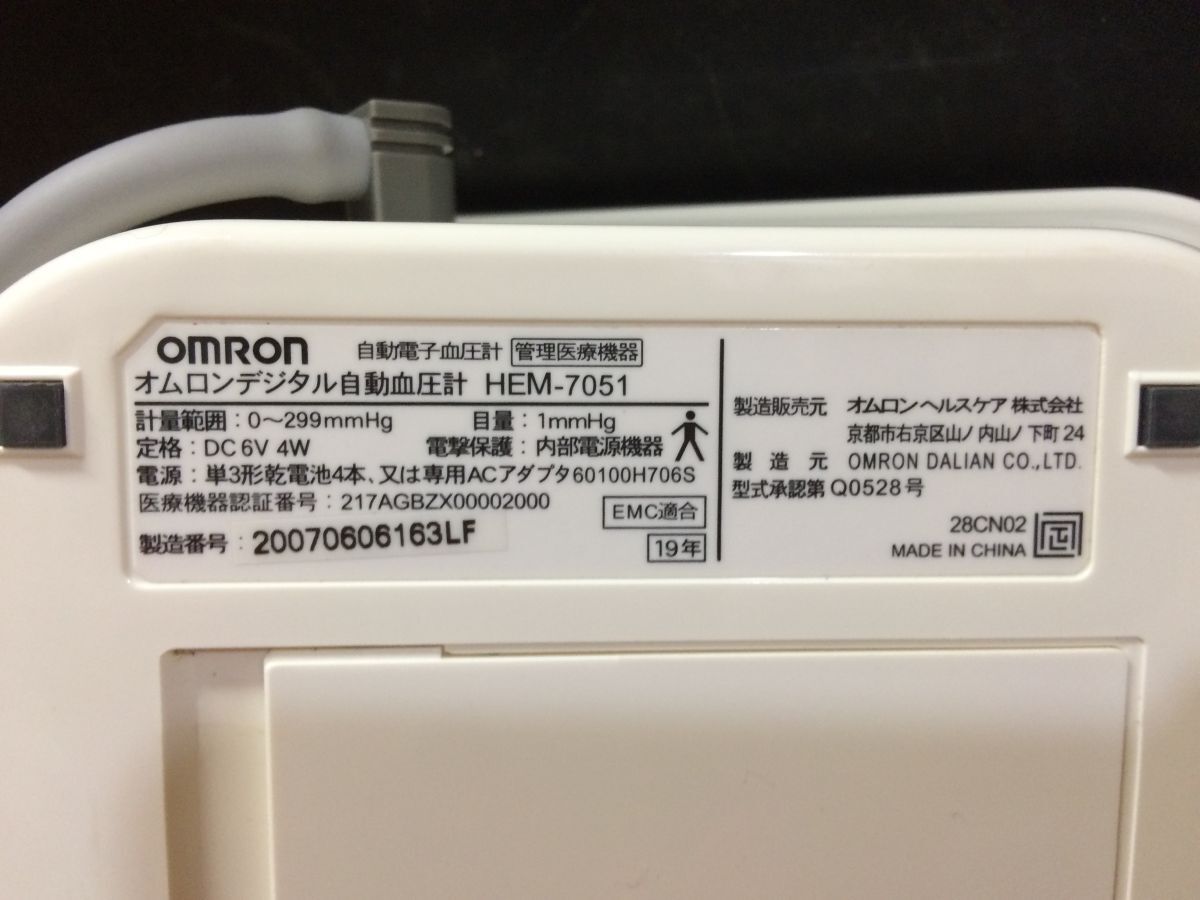 OMRON 自動電子血圧計 管理医療機器
オムロンデジタル自動血圧計 HEM-7051
計量範囲：0〜299mmHg 目量：1mmHg
定格：DC 6V 4W 電撃保護：内部電源機器
電源：単3形乾電池4本、又は専用ACアダプタ60100H706S
医療機器認証番号：217AGBZX00002000
EMC適合
製造番号：20070606163LF
19年
製造販売元 オムロン ヘルスケア 株式会社
京都市右京区山ノ内山ノ下町 24
製造元 OMRON DALIAN CO.,LTD.
型式承認第 Q0528 号
28CN02
MADE IN CHINA